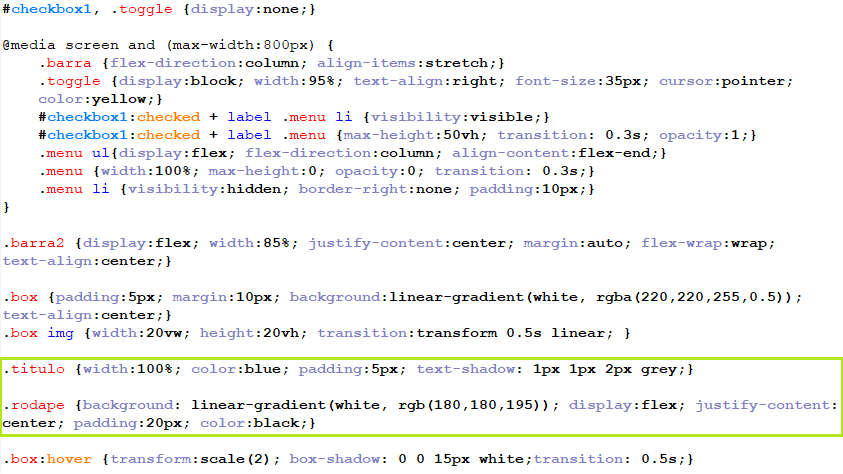 #checkbox1, .toggle {display:none;}
@media screen and (max-width:800px) {
.barra {flex-direction:column; align-items:stretch;}
.toggle {display:block; width:95%; text-align:right; font-size:35px; cursor:pointer;
color:yellow;}
#checkbox1:checked + label .menu li {visibility:visible;}
#checkbox1:checked + label .menu {max-height:50vh; transition: 0.3s; opacity:1;}
.menu ul{display:flex; flex-direction:column; align-content:flex-end;}
.menu {width:100%; max-height:0; opacity:0; transition: 0.3s;}
.menu li {visibility:hidden; border-right:none; padding:10px;}
}
.barra2 {display:flex; width:85%; justify-content:center; margin:auto; flex-wrap:wrap;
text-align:center;}
.box {padding:5px; margin:10px; background:linear-gradient(white, rgba(220,220,255,0.5));
text-align:center;}
.box img {width:20vw; height:20vh; transition:transform 0.5s linear; }
.titulo {width:100%; color:blue; padding:5px; text-shadow: 1px 1px 2px grey;}
.rodape {background: linear-gradient(white, rgb(180,180,195)); display:flex; justify-content:
center; padding:20px; color:black;}
.box:hover {transform:scale(2); box-shadow: 0 0 15px white;transition: 0.5s;}